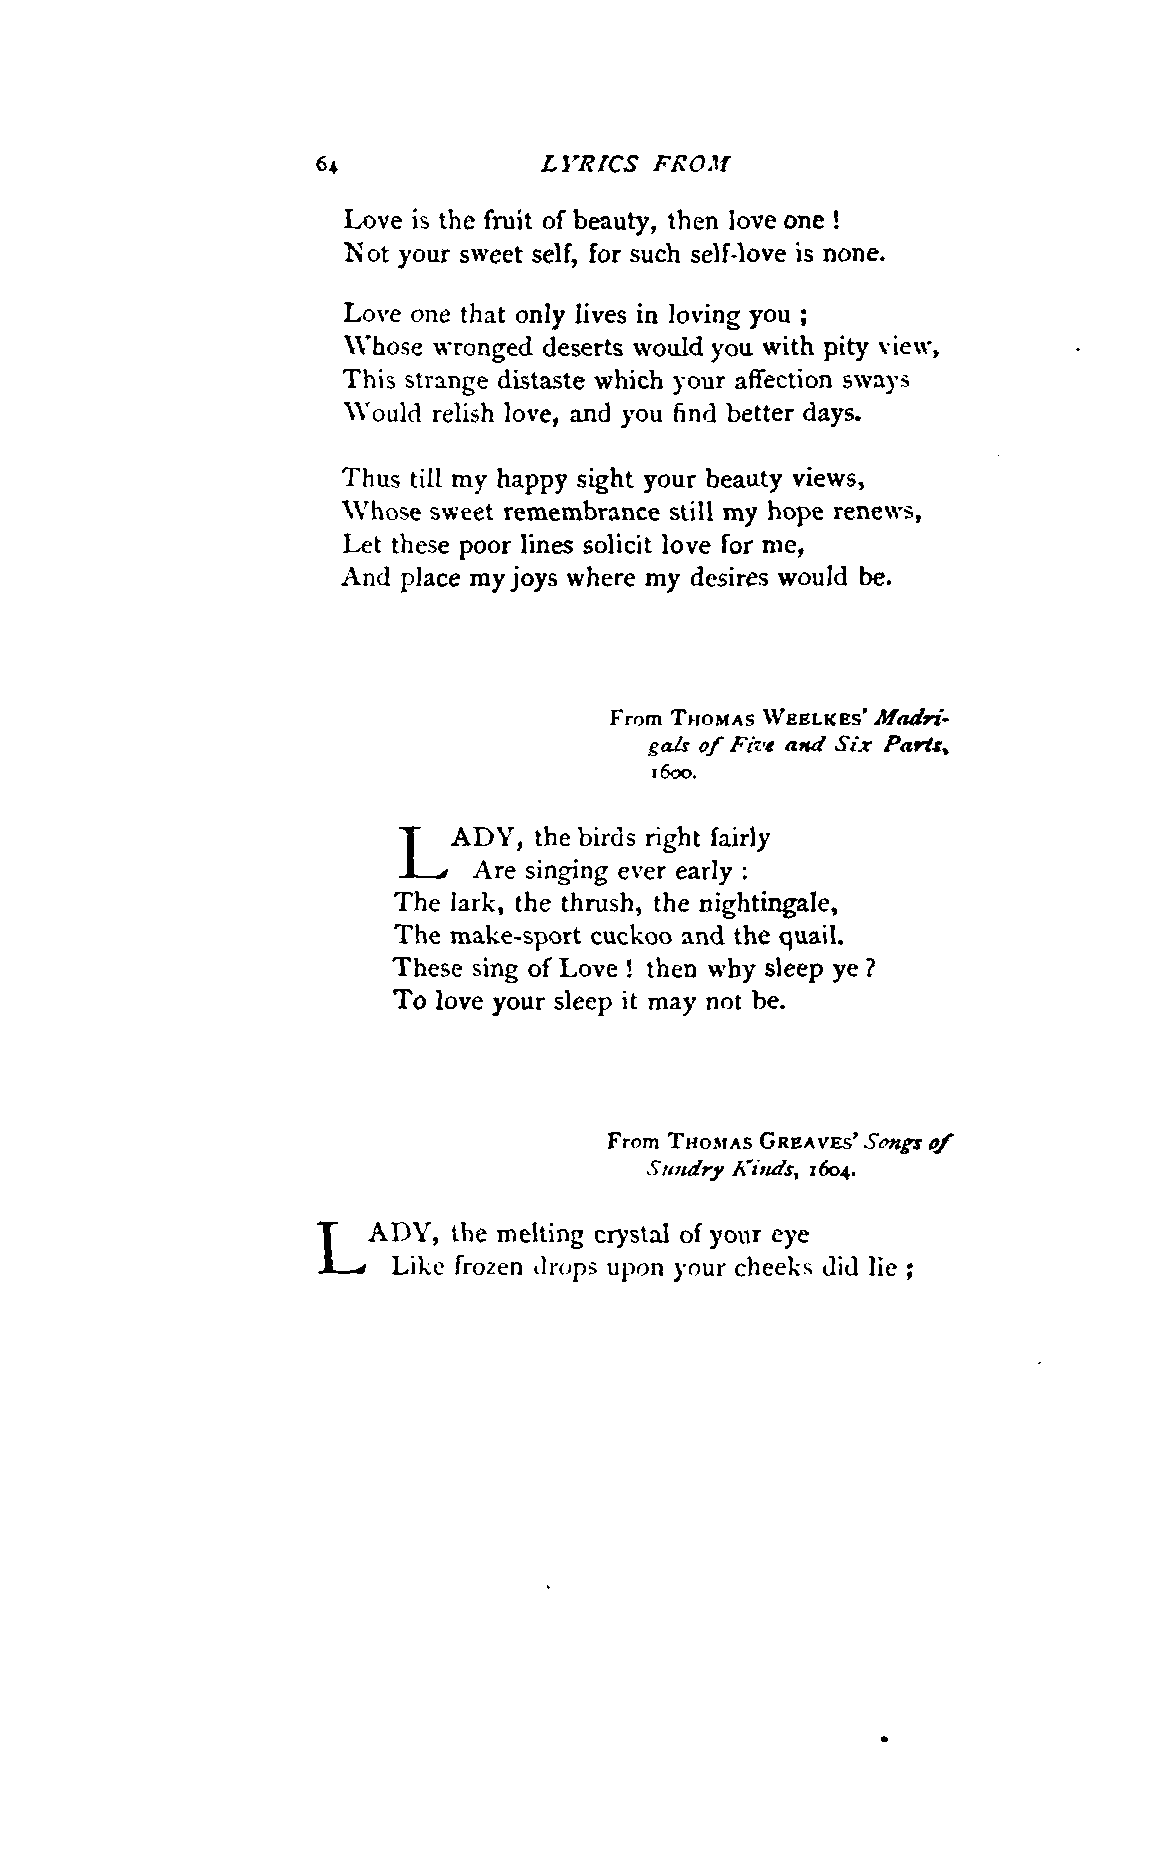 64 LYRICS FROM
Love is the fruit of beauty, then love one !
Not your sweet self, for such self-love is none.
Love one that only lives in loving you ;
Whose wronged deserts would you with pity view,
This strange distaste which your affection sways
Would relish love, and you find better days.
Thus till my happy sight your beauty views,
Whose sweet remembrance still my hope renews,
Let these poor lines solicit love for me,
And place my joys where my desires would be.
From THOMAS WEELKES' Madri-
gals of Five and Six Parts,
1600.
LADY, the birds right fairly
Are singing ever early :
The lark, the thrush, the nightingale,
The make-sport cuckoo and the quail.
These sing of Love ! then why sleep ye ?
To love your sleep it may not be.
From THOMAS GREAVES' Songs of
Sundry Kinds, 1604.
LADY, the melting crystal of your eye
Like frozen drops upon your cheeks did lie ;